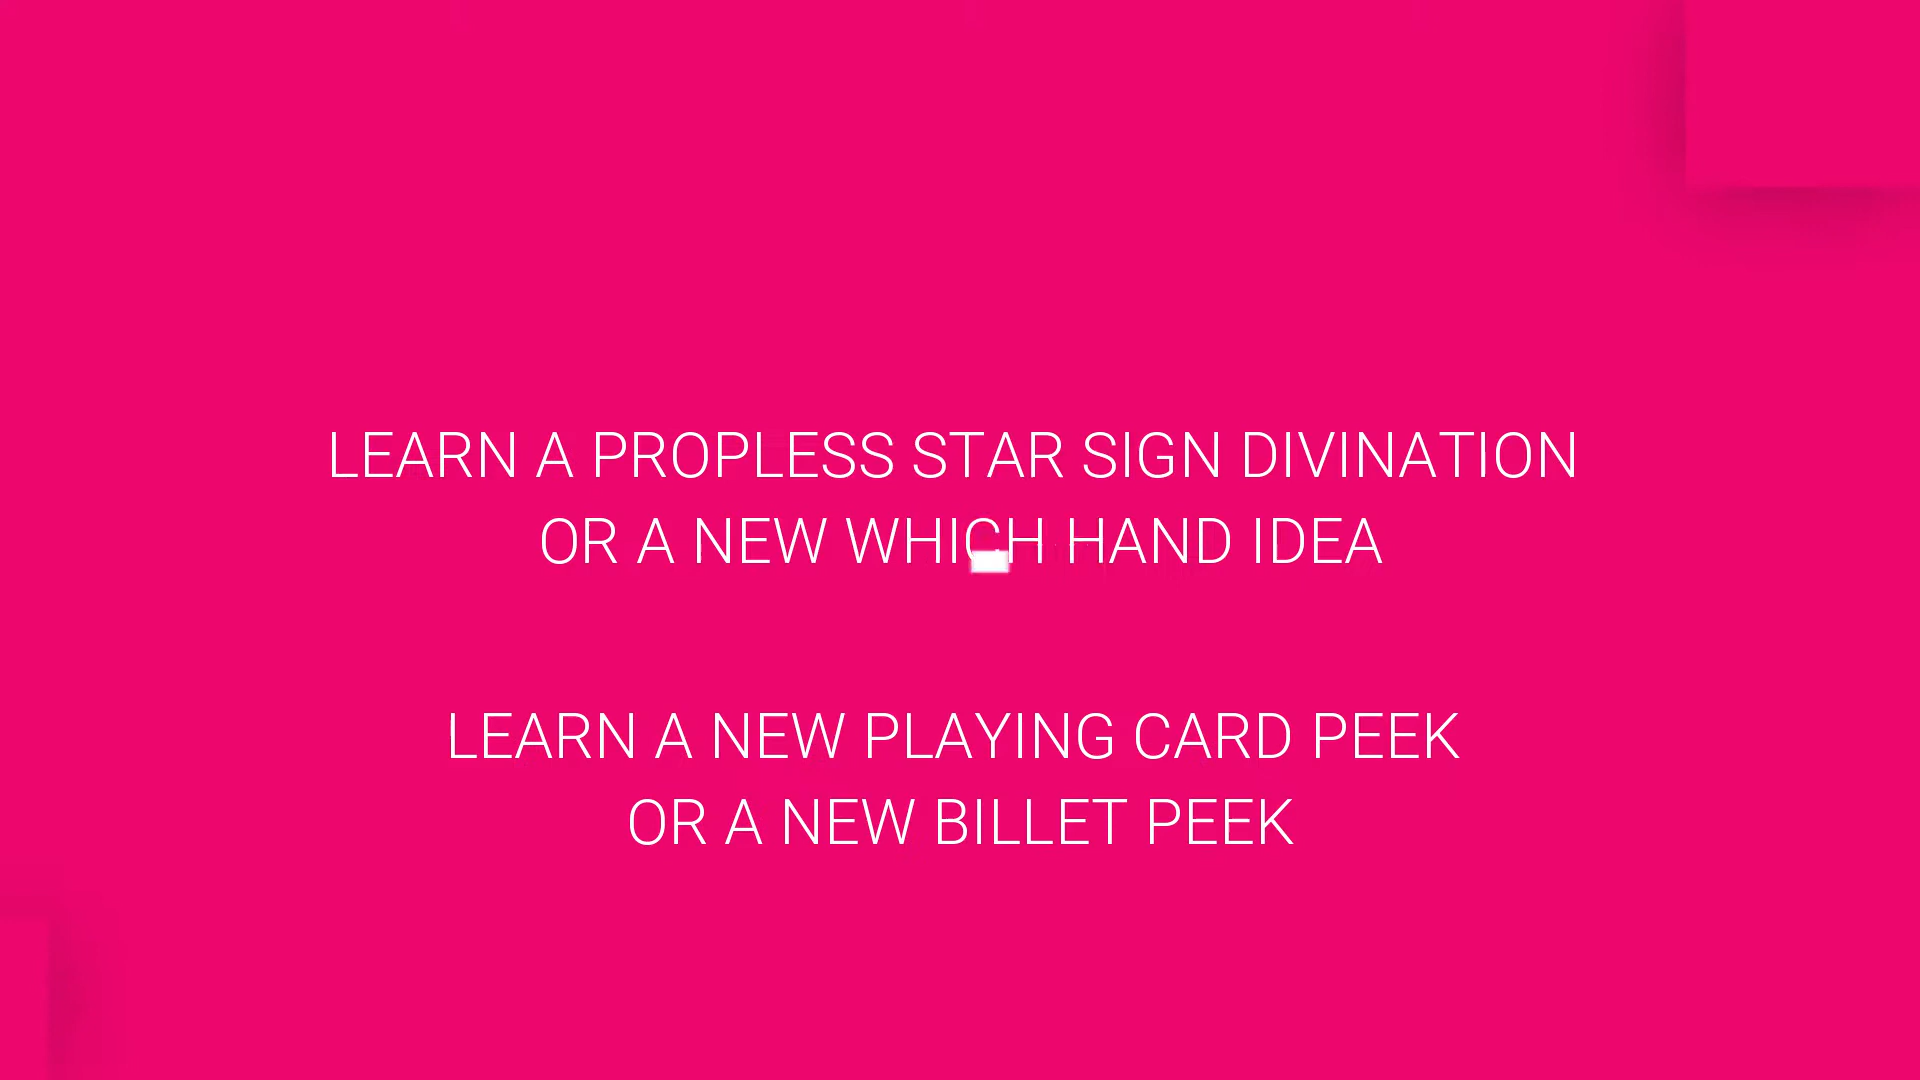 LEARN A PROPLESS STAR SIGN DIVINATION
OR A NEW WHICH HAND IDEA
LEARN A NEW PLAYING CARD PEEK
OR A NEW BILLET PEEK